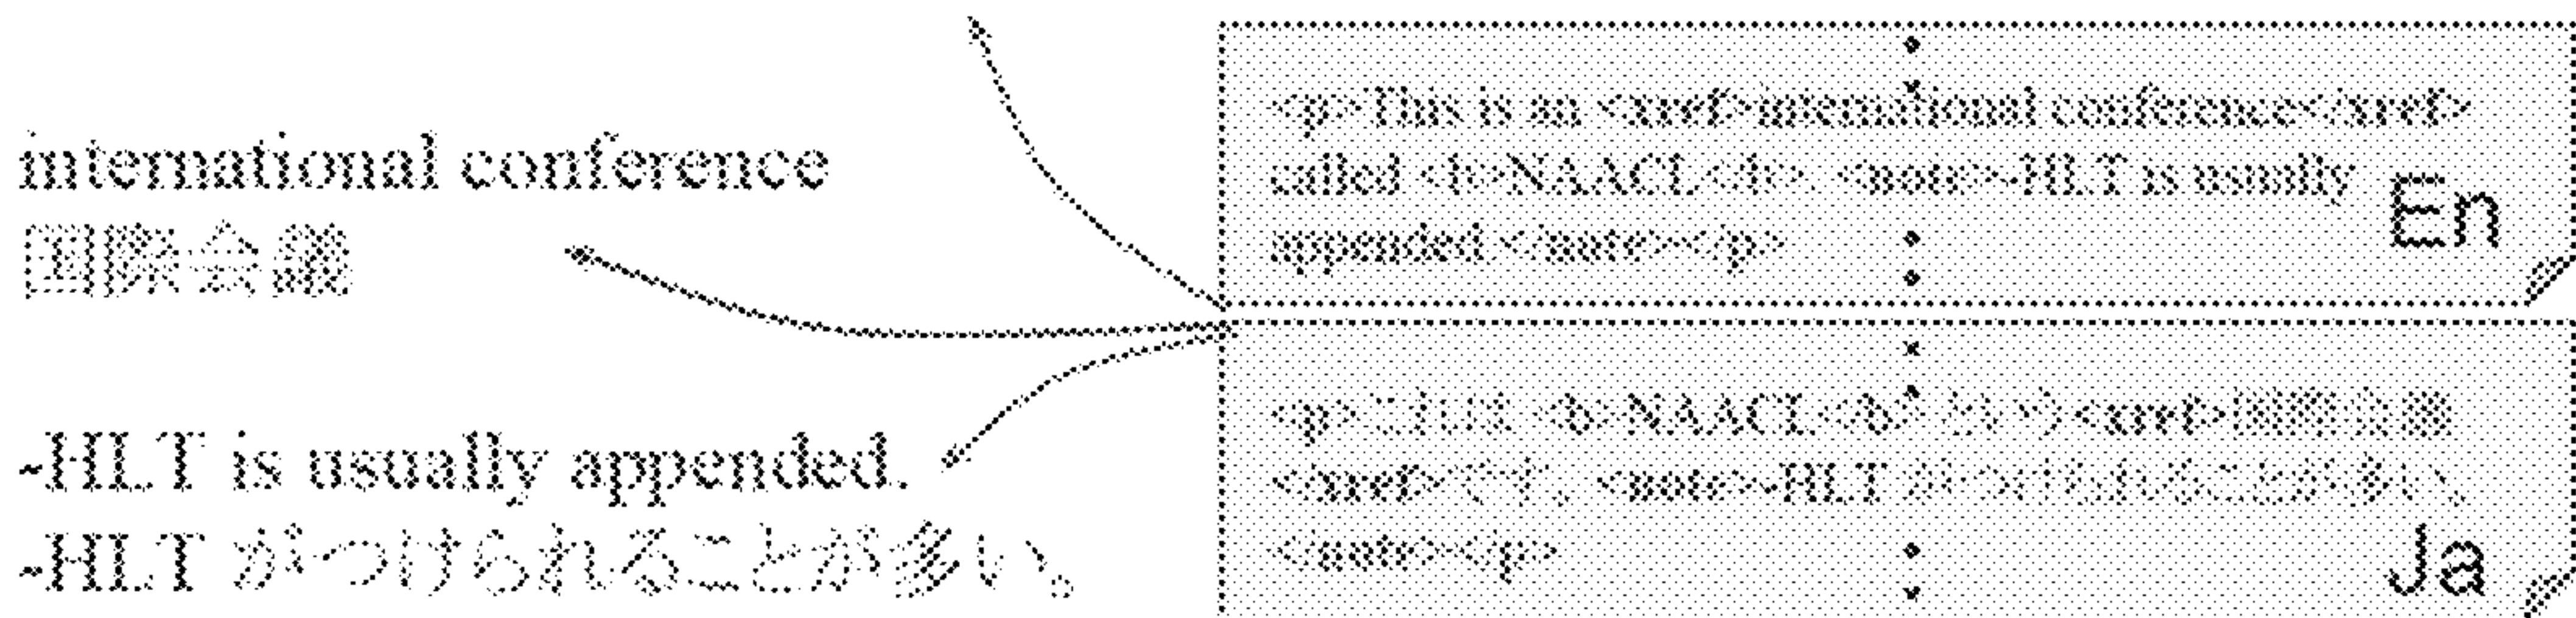 international conference
国際会議
-HLT is usually appended.
-HLT がつけられることが多い。
<p>This is an <xref>international conference</xref>
called <b>NAACL</b>. <note>-HLT is usually
appended.</note></p>
En
<p>これは <b>NAACL</b> という<xref>国際会議
</xref>です。 <note>-HLT がつけられることが多い。
</note></p>
Ja